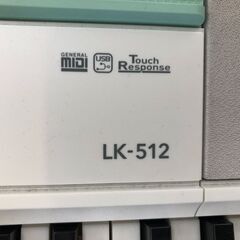 GENERAL
MIDI
USB
Touch
Response
LK-512